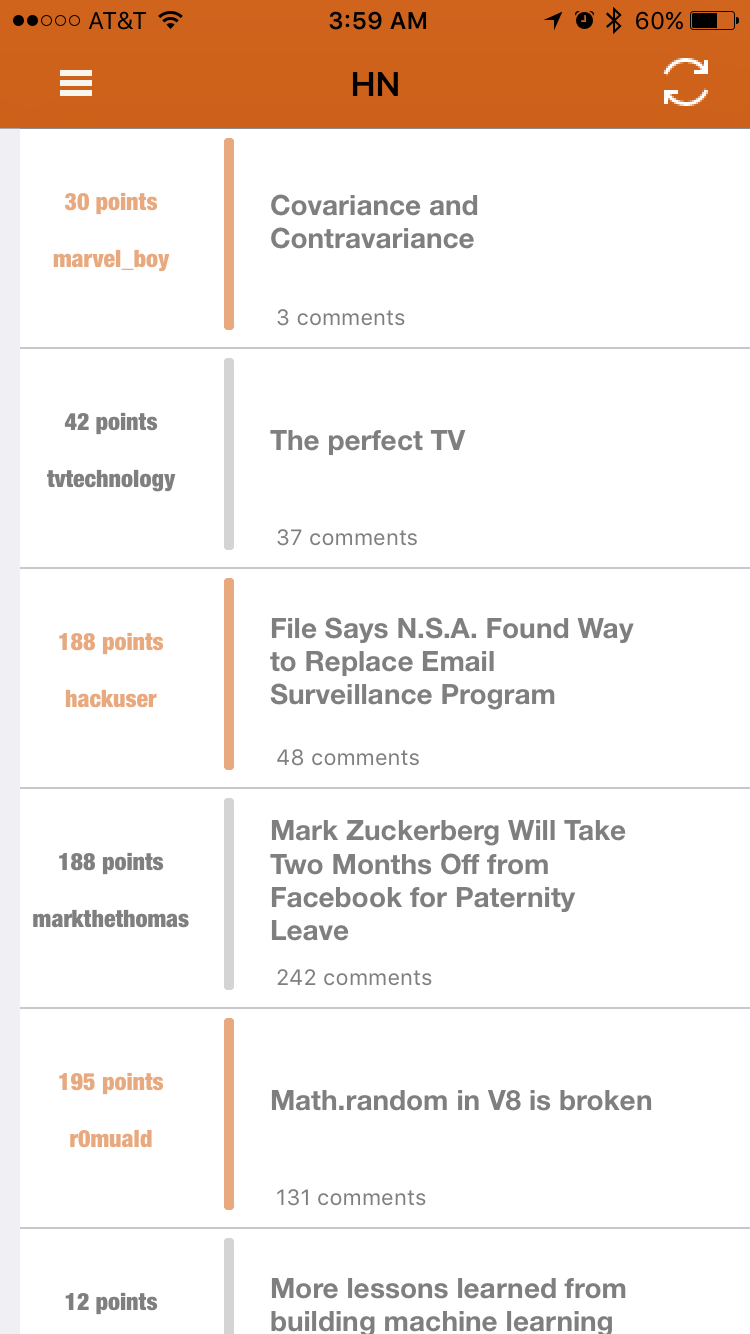 AT&T 3:59 AM 60%
HN
30 points
marvel_boy
Covariance and
Contravariance
3 comments
42 points
tvtechnology
The perfect TV
37 comments
188 points
hackuser
File Says N.S.A. Found Way
to Replace Email
Surveillance Program
48 comments
188 points
markthethomas
Mark Zuckerberg Will Take
Two Months Off from
Facebook for Paternity
Leave
242 comments
195 points
r0muald
Math.random in V8 is broken
131 comments
12 points
More lessons learned from
building machine learning